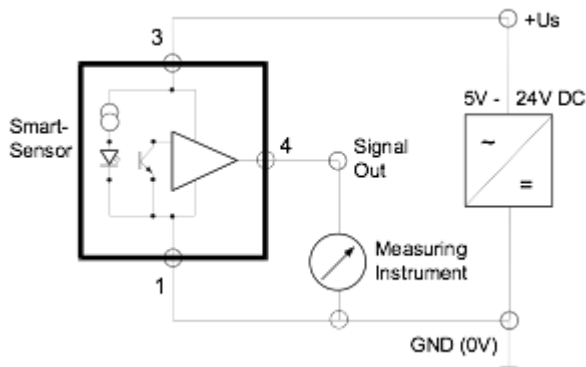 3
+Us
5V - 24V DC
Smart-
Sensor
4
Signal
Out
~
=
Measuring
Instrument
1
GND (0V)